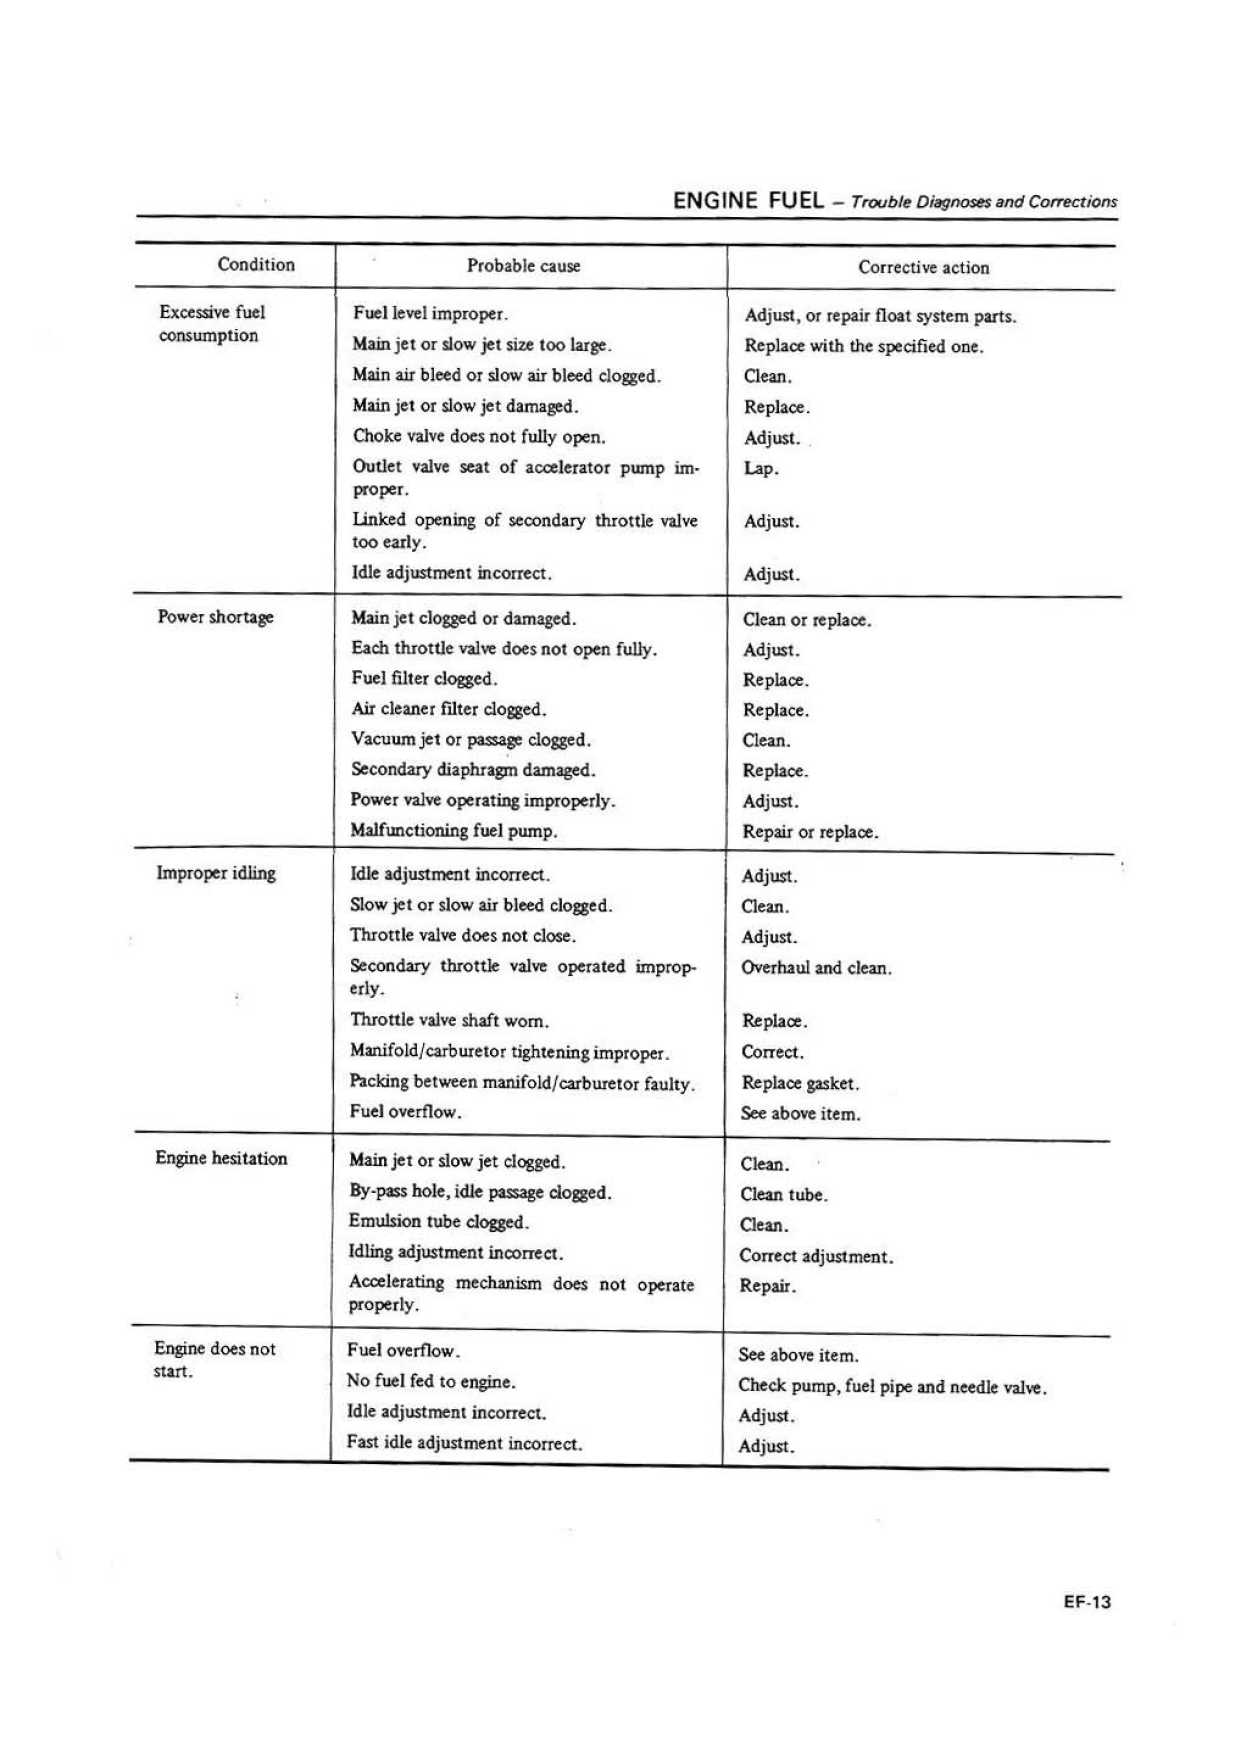 ENGINE FUEL – Trouble Diagnoses and Corrections
Condition Probable cause Corrective action
Excessive fuel consumption
Fuel level improper. Adjust, or repair float system parts.
Main jet or slow jet size too large. Replace with the specified one.
Main air bleed or slow air bleed clogged. Clean.
Main jet or slow jet damaged. Replace.
Choke valve does not fully open. Adjust.
Outlet valve seat of accelerator pump im- Lap.
proper.
Linked opening of secondary throttle valve Adjust.
too early.
Idle adjustment incorrect. Adjust.
Power shortage Main jet clogged or damaged. Clean or replace.
Each throttle valve does not open fully. Adjust.
Fuel filter clogged. Replace.
Air cleaner filter clogged. Replace.
Vacuum jet or passage clogged. Clean.
Secondary diaphragm damaged. Replace.
Power valve operating improperly. Adjust.
Malfunctioning fuel pump. Repair or replace.
Improper idling Idle adjustment incorrect. Adjust.
Slow jet or slow air bleed clogged. Clean.
Throttle valve does not close. Adjust.
Secondary throttle valve operated improp- Overhaul and clean.
erly.
Throttle valve shaft worn. Replace.
Manifold/carburetor tightening improper. Correct.
Packing between manifold/carburetor faulty. Replace gasket.
Fuel overflow. See above item.
Engine hesitation Main jet or slow jet clogged. Clean.
By-pass hole, idle passage clogged. Clean tube.
Emulsion tube clogged. Clean.
Idling adjustment incorrect. Correct adjustment.
Accelerating mechanism does not operate Repair.
properly.
Engine does not start.
Fuel overflow. See above item.
No fuel fed to engine. Check pump, fuel pipe and needle valve.
Idle adjustment incorrect. Adjust.
Fast idle adjustment incorrect. Adjust.
EF-13